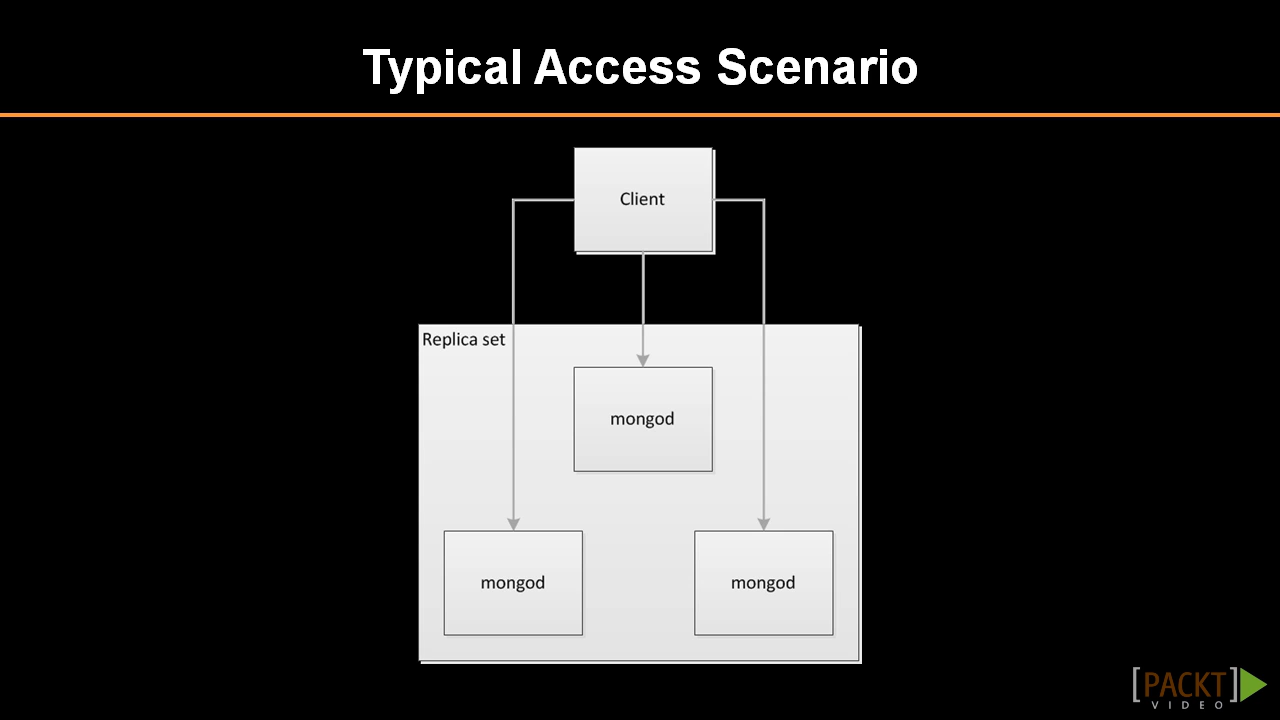 Typical Access Scenario
Client
Replica set
mongod
mongod
mongod
[PACKT]
VIDEO